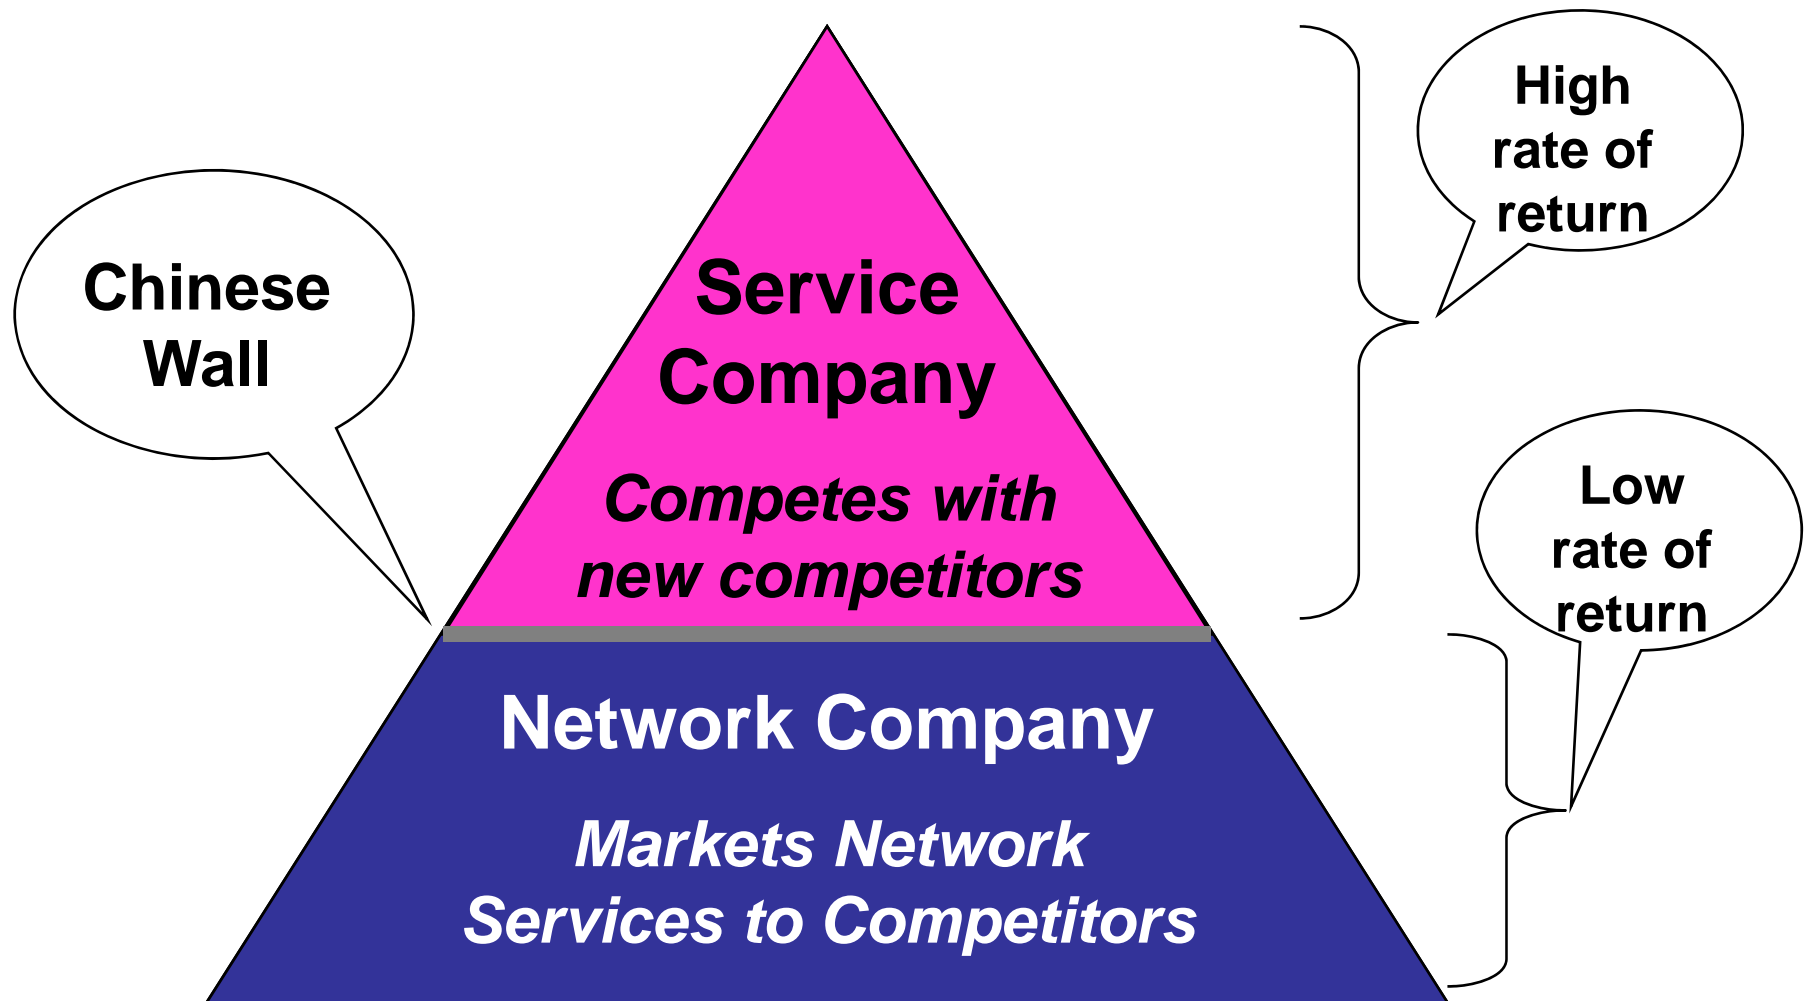 High
rate of
return
Chinese
Wall
Service
Company
Competes with
new competitors
Low
rate of
return
Network Company
Markets Network
Services to Competitors